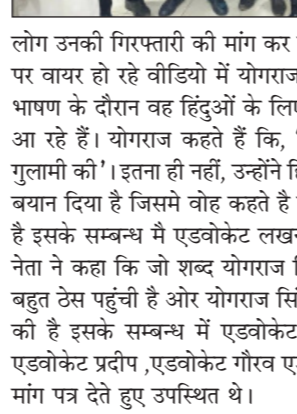 लोग उनकी गिरफ्तारी की मांग कर
पर वायर हो रहे वीडियो में योगराज
भाषण के दौरान वह हिंदुओं के लिए
आ रहे हैं। योगराज कहते हैं कि, '
गुलामी की'। इतना ही नहीं, उन्होंने
बयान दिया है जिसमे वोह कहते है
है इसके सम्बन्ध मै एडवोकेट लखन
नेता ने कहा कि जो शब्द योगराज
बहुत ठेस पहुंची है ओर योगराज सिं
की है इसके सम्बन्ध में एडवोकेट
एडवोकेट प्रदीप ,एडवोकेट गौरव ए
मांग पत्र देते हुए उपस्थित थे।